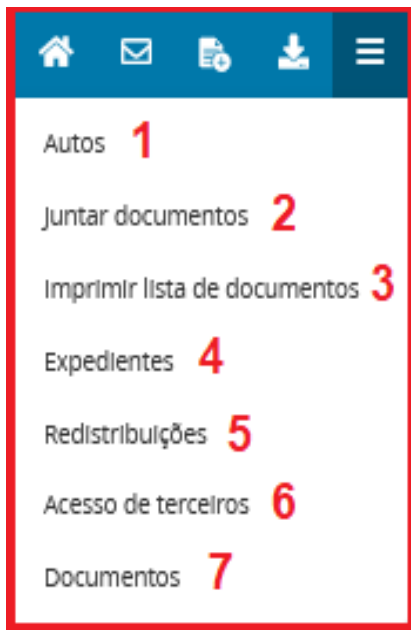 Autos 1
Juntar documentos 2
Imprimir lista de documentos 3
Expedientes 4
Redistribuições 5
Acesso de terceiros 6
Documentos 7